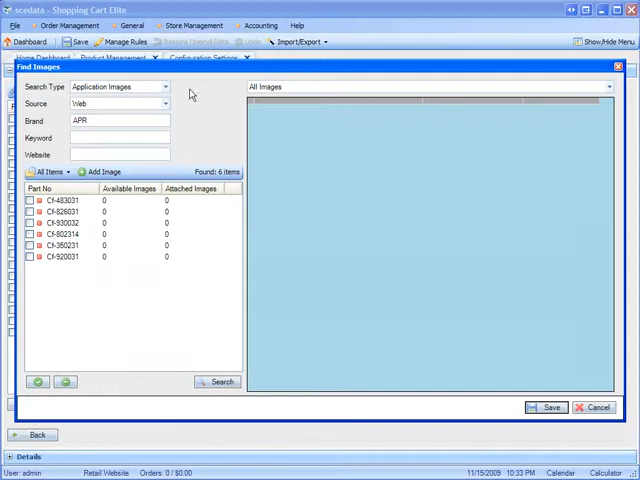 scedata - Shopping Cart Elite
File Order Management General Store Management Accounting Help
Dashboard Save Manage Rules Restore Original Data Undo Import/Export Show/Hide Menu
Home Dashboard Product Management Configuration Settings
Find Images
Search Type Application Images All Images
Source Web
Brand APR
Keyword
Website
All Items Add Image Found: 6 items
Part No Available Images Attached Images
Cf-483031 0 0
Cf-826031 0 0
Cf-930032 0 0
Cf-802314 0 0
Cf-350231 0 0
Cf-920031 0 0
Search
Save Cancel
Back
Details
User: admin Retail Website Orders: 0 / $0.00 11/15/2009 10:33 PM Calendar Calculator